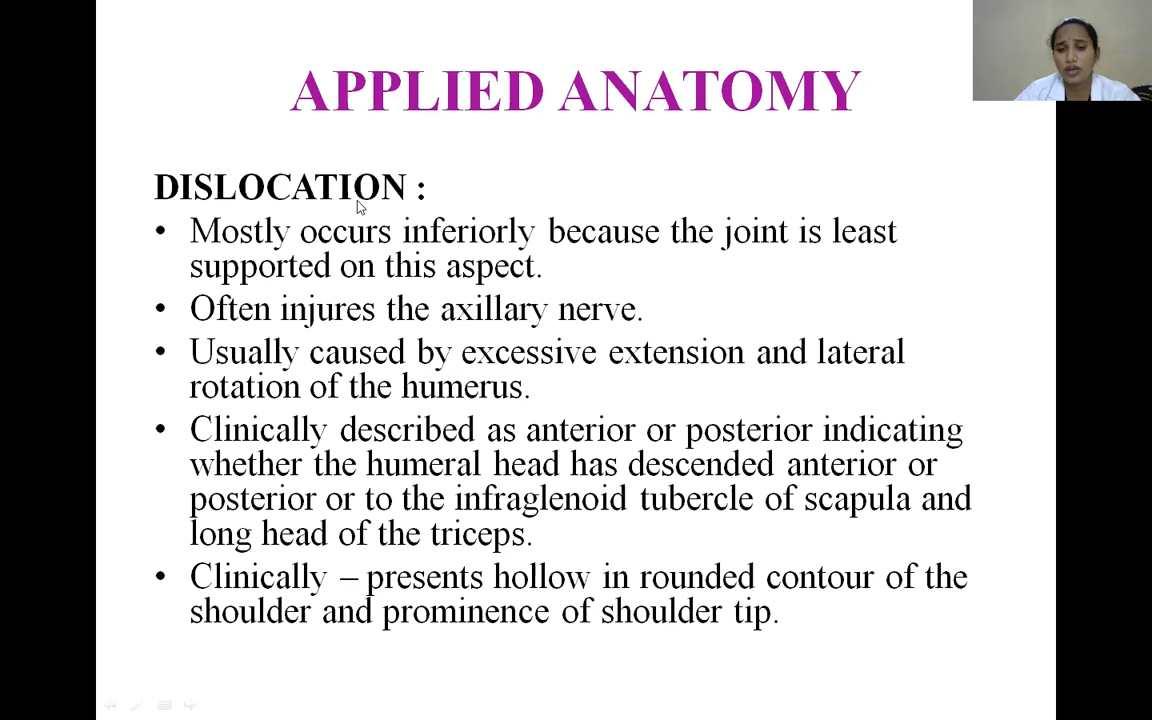 APPLIED ANATOMY
DISLOCATION :
• Mostly occurs inferiorly because the joint is least
supported on this aspect.
• Often injures the axillary nerve.
• Usually caused by excessive extension and lateral
rotation of the humerus.
• Clinically described as anterior or posterior indicating
whether the humeral head has descended anterior or
posterior or to the infraglenoid tubercle of scapula and
long head of the triceps.
• Clinically – presents hollow in rounded contour of the
shoulder and prominence of shoulder tip.